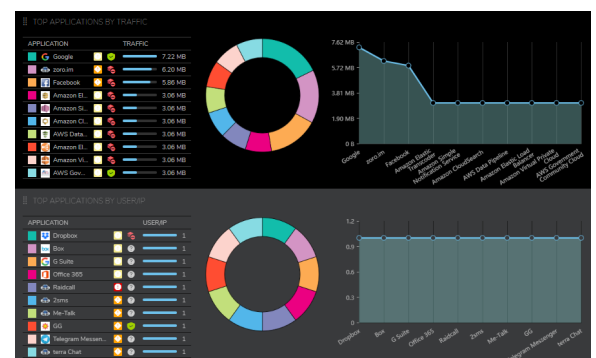 TOP APPLICATIONS BY TRAFFIC
APPLICATION TRAFFIC
Google 7.22 MB
zoro.im 6.20 MB
Facebook 5.86 MB
Amazon El... 3.06 MB
Amazon Si... 3.06 MB
Amazon Cl... 3.06 MB
AWS Data... 3.06 MB
Amazon El... 3.06 MB
Amazon Vi... 3.06 MB
AWS Gov... 3.06 MB
7.62 MB
5.72 MB
3.81 MB
1.90 MB
0 B
Google
zoro.im
Facebook
Amazon Elastic
Transcoder
Amazon Simple
Notification Service
Amazon CloudSearch
AWS Data Pipeline
Amazon Elastic Load
Balancer
Amazon Virtual Private
Cloud
AWS Government
Community Cloud
TOP APPLICATIONS BY USER/IP
APPLICATION USER/IP
Dropbox 1
Box 1
G Suite 1
Office 365 1
Raidcall 1
2sms 1
Me-Talk 1
GG 1
Telegram Messen... 1
terra Chat 1
1.2
0.9
0.6
0.3
0
Dropbox
Box
G Suite
Office 365
Raidcall
2sms
Me-Talk
GG
elegram Messenger
terra Chat